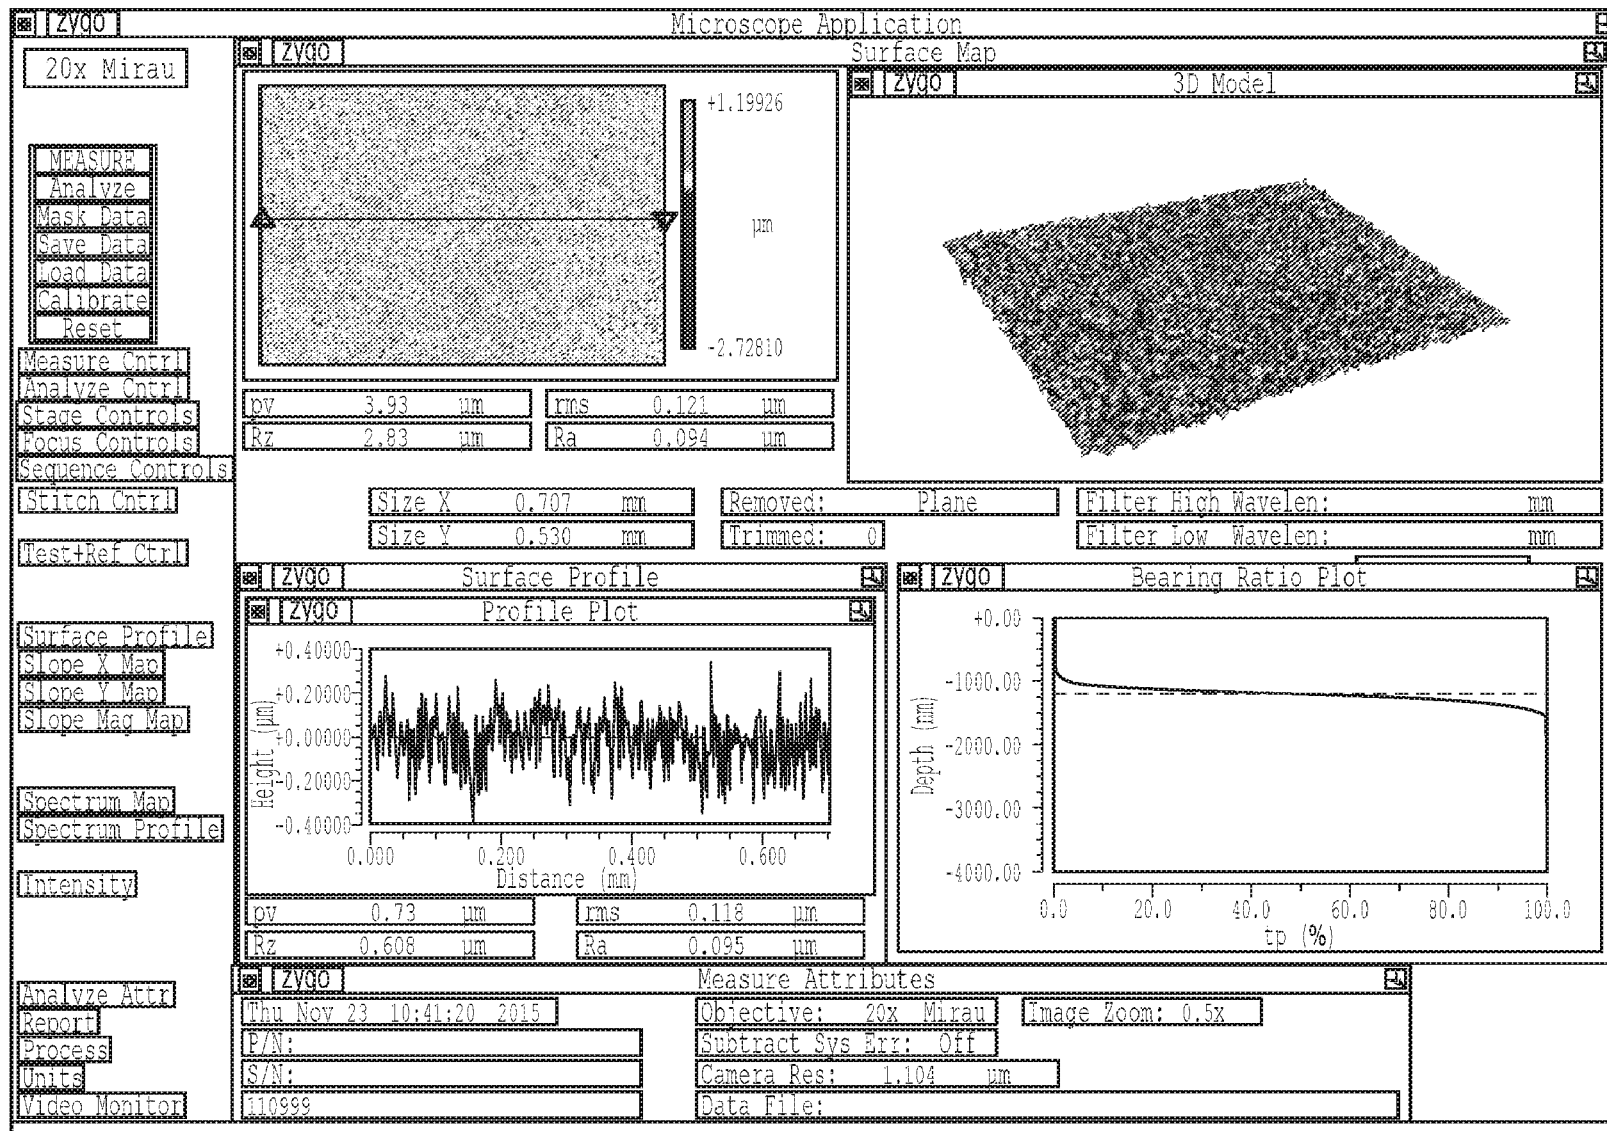 zygo Microscope Application
20x Mirau
MEASURE
Analyze
Mask Data
Save Data
Load Data
Calibrate
Reset
Measure Cntrl
Analyze Cntrl
Stage Controls
Focus Controls
Sequence Controls
Stitch Cntrl
Test+Ref Ctrl
Surface Profile
Slope X Map
Slope Y Map
Slope Mag Map
Spectrum Map
Spectrum Profile
Intensity
Analyze Attr
Report
Process
Units
Video Monitor
zygo Surface Map
+1.19926
µm
-2.72810
zygo 3D Model
pv 3.93 µm
rms 0.121 µm
Rz 2.83 µm
Ra 0.094 µm
Size X 0.707 mm
Removed: Plane
Filter High Wavelen: mm
Size Y 0.530 mm
Trimmed: 0
Filter Low Wavelen: mm
zygo Surface Profile
zygo Profile Plot
Height (µm)
+0.40000
+0.20000
+0.00000
-0.20000
-0.40000
0.000 0.200 0.400 0.600
Distance (mm)
pv 0.73 µm
rms 0.118 µm
Rz 0.608 µm
Ra 0.095 µm
zygo Bearing Ratio Plot
Depth (nm)
+0.00
-1000.00
-2000.00
-3000.00
-4000.00
0.0 20.0 40.0 60.0 80.0 100.0
tp (%)
zygo Measure Attributes
Thu Nov 23 10:41:20 2015
Objective: 20x Mirau
Image Zoom: 0.5x
P/N:
Subtract Sys Err: Off
S/N:
Camera Res: 1.104 µm
110999
Data File: